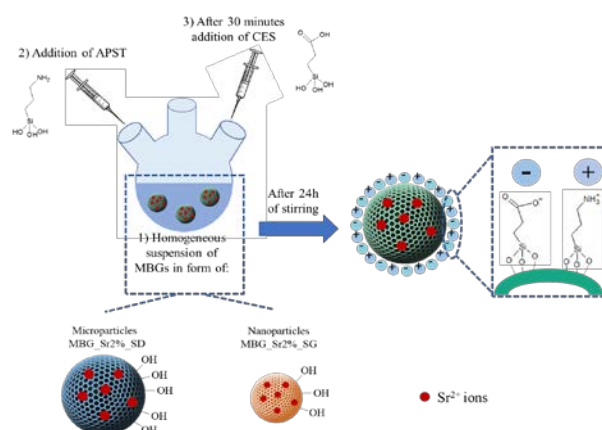 3) After 30 minutes
addition of CES
2) Addition of APST
O
OH
NH₂
Si
HO
OH
OH
Si
HO
OH
OH
After 24h
of stirring
1) Homogeneous
suspension of
MBGs in form of:
-
+
O
O⁻
NH₃⁺
Si
O
O
O
Si
O
O
O
Microparticles
MBG_Sr2%_SD
Nanoparticles
MBG_Sr2%_SG
OH
OH
OH
OH
OH
OH
OH
OH
Sr²⁺ ions